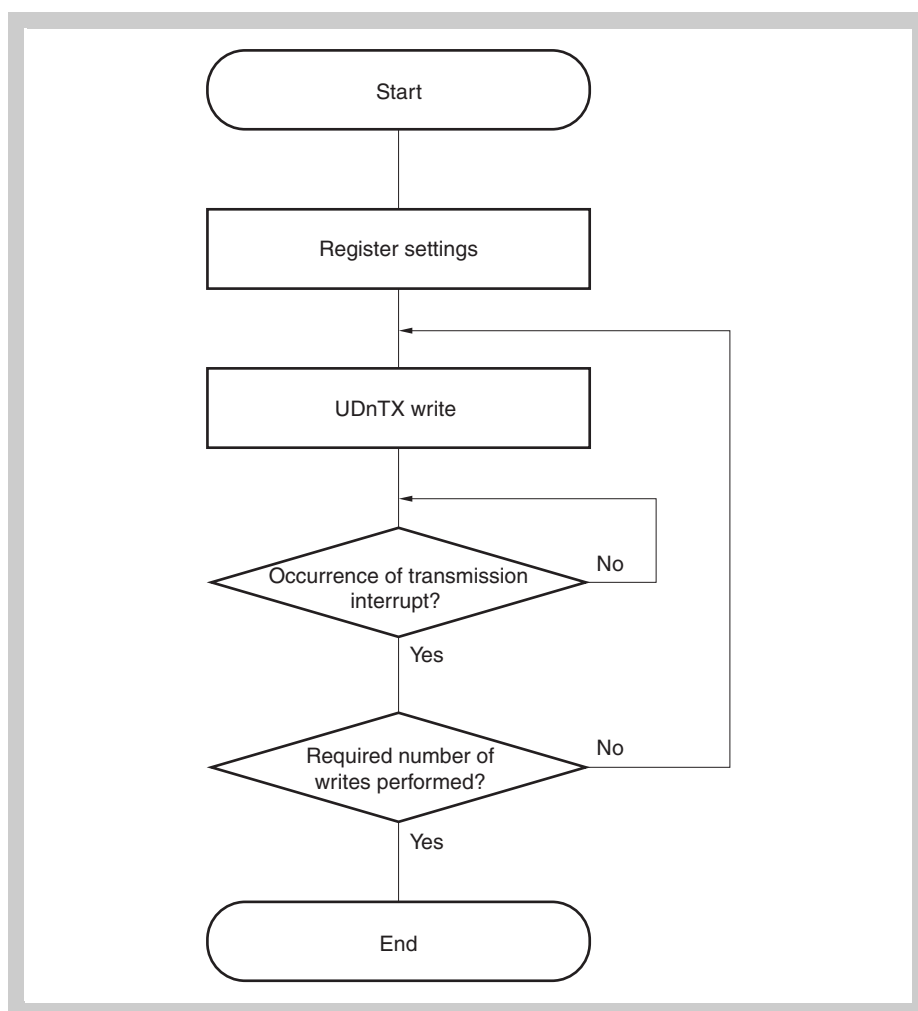 Start
Register settings
UDnTX write
Occurrence of transmission
interrupt?
No
Yes
Required number of
writes performed?
No
Yes
End